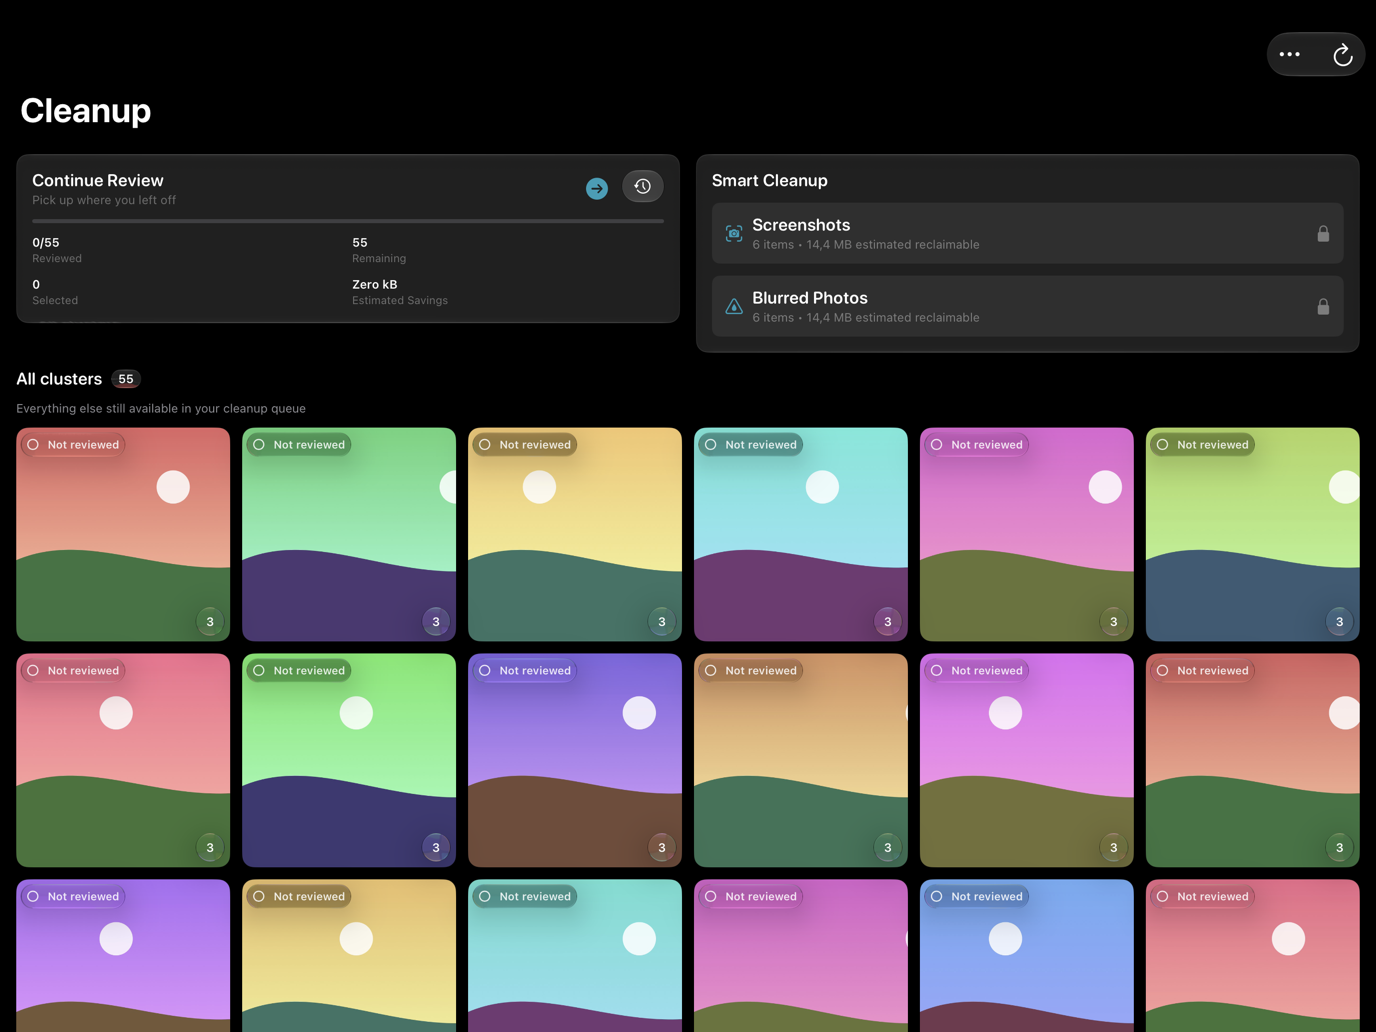 Cleanup
Continue Review
Pick up where you left off
0/55
Reviewed
55
Remaining
0
Selected
Zero kB
Estimated Savings
Smart Cleanup
Screenshots
6 items • 14,4 MB estimated reclaimable
Blurred Photos
6 items • 14,4 MB estimated reclaimable
All clusters 55
Everything else still available in your cleanup queue
Not reviewed
Not reviewed
Not reviewed
Not reviewed
Not reviewed
Not reviewed
3
3
3
3
3
3
Not reviewed
Not reviewed
Not reviewed
Not reviewed
Not reviewed
Not reviewed
3
3
3
3
3
3
Not reviewed
Not reviewed
Not reviewed
Not reviewed
Not reviewed
Not reviewed